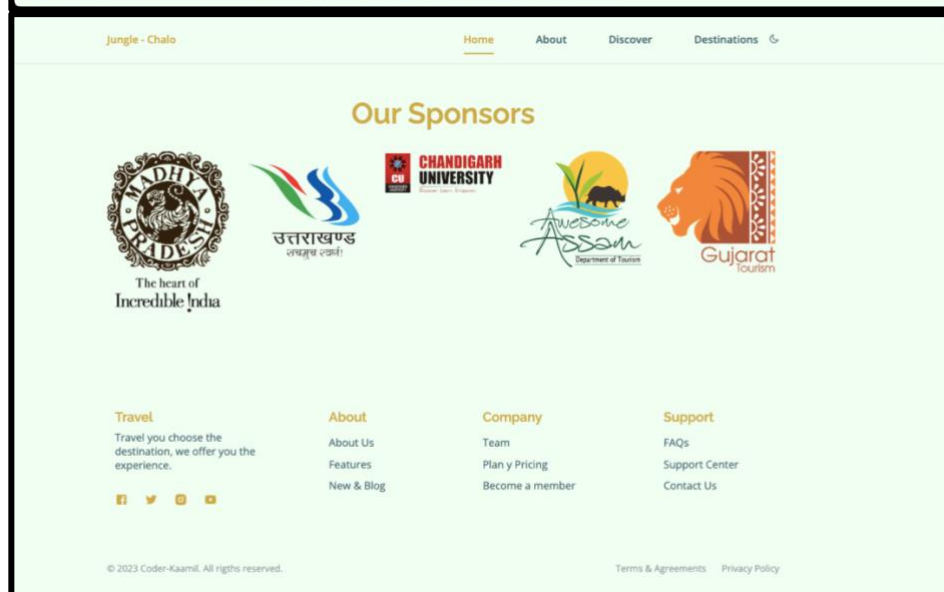 Jungle - Chalo
Home About Discover Destinations
Our Sponsors
MADHYA PRADESH
The heart of
Incredible !ndia
उत्तराखण्ड
CU
CHANDIGARH
UNIVERSITY
Awesome
Assam
Department of Tourism
Gujarat
Tourism
Travel
Travel you choose the
destination, we offer you the
experience.
About
About Us
Features
New & Blog
Company
Team
Plan y Pricing
Become a member
Support
FAQs
Support Center
Contact Us
© 2023 Coder-Kaamil. All rigths reserved.
Terms & Agreements Privacy Policy